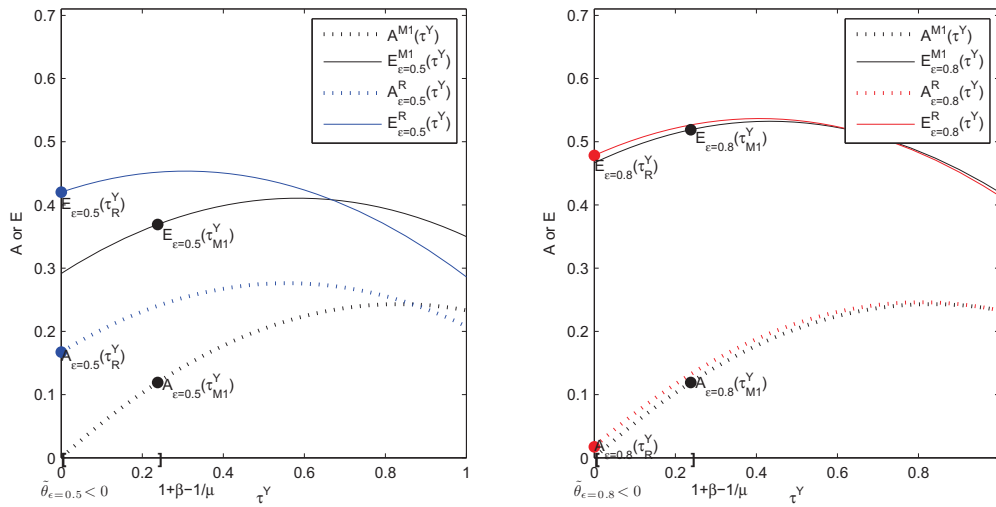 0.7
0.6
0.5
0.4
0.3
0.2
0.1
0
A or E
A^{M1}(τ^Y)
E^{M1}_{ε=0.5}(τ^Y)
A^R_{ε=0.5}(τ^Y)
E^R_{ε=0.5}(τ^Y)
E_{ε=0.5}(τ^Y_R)
E_{ε=0.5}(τ^Y_{M1})
A_{ε=0.5}(τ^Y_R)
A_{ε=0.5}(τ^Y_{M1})
[ ]
0 0.2 0.4 0.6 0.8 1
θ̃_{ϵ=0.5} < 0
1+β−1/μ
τ^Y
0.7
0.6
0.5
0.4
0.3
0.2
0.1
0
A or E
A^{M1}(τ^Y)
E^{M1}_{ε=0.8}(τ^Y)
A^R_{ε=0.8}(τ^Y)
E^R_{ε=0.8}(τ^Y)
E_{ε=0.8}(τ^Y_R)
E_{ε=0.8}(τ^Y_{M1})
A_{ε=0.8}(τ^Y_{M1})
A_{ε=0.8}(τ^Y_R)
[ ]
0 0.2 0.4 0.6 0.8
θ̃_{ϵ=0.8} < 0
1+β−1/μ
τ^Y